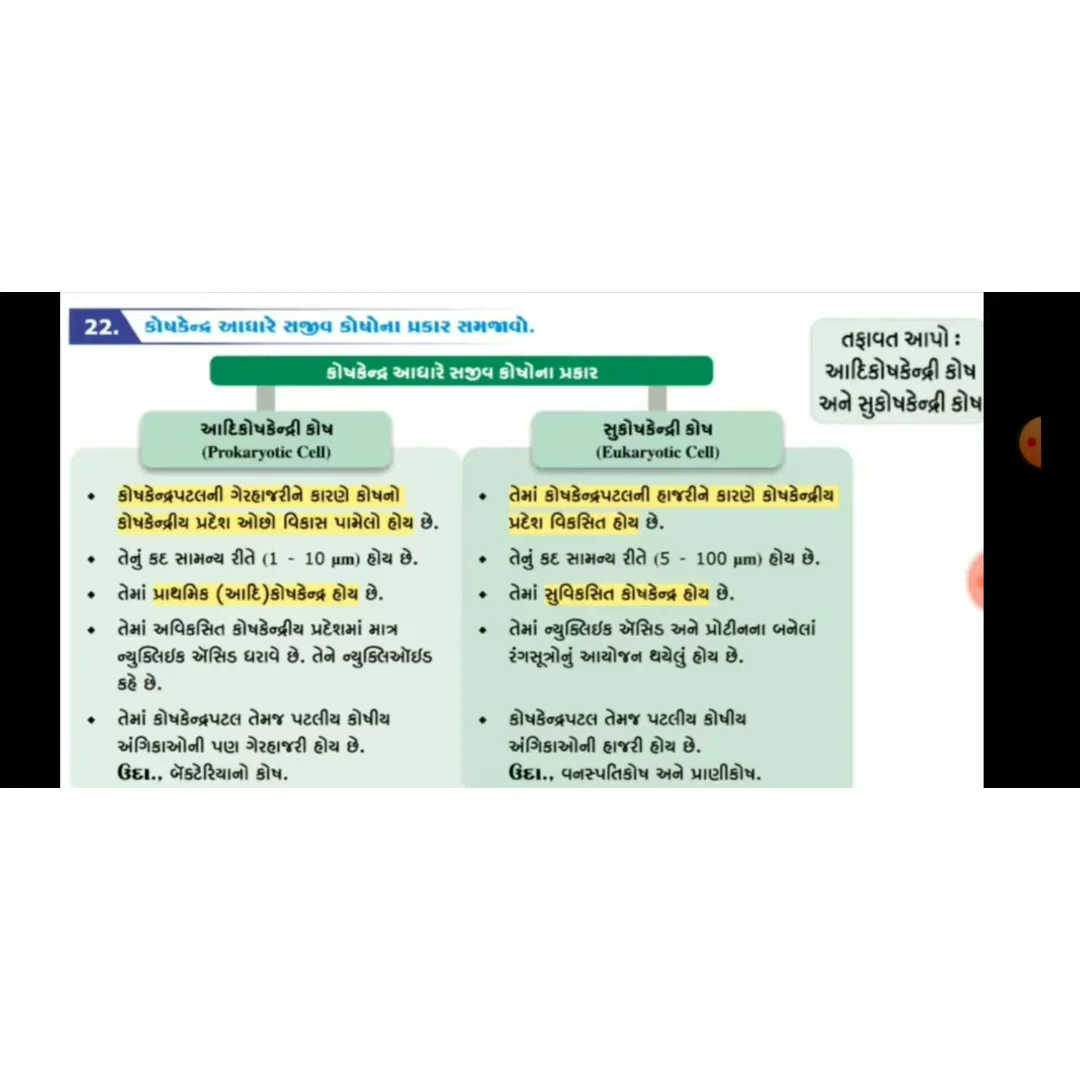 22. કોષકેન્દ્ર આધારે સજીવ કોષોના પ્રકાર સમજાવો.
તફાવત આપો :
આદિકોષકેન્દ્રી કોષ
અને સુકોષકેન્દ્રી કોષ
કોષકેન્દ્ર આધારે સજીવ કોષોના પ્રકાર
આદિકોષકેન્દ્રી કોષ
(Prokaryotic Cell)
• કોષકેન્દ્રપટલની ગેરહાજરીને કારણે કોષનો
કોષકેન્દ્રીય પ્રદેશ ઓછો વિકાસ પામેલો હોય છે.
• તેનું કદ સામન્ય રીતે (1 - 10 μm) હોય છે.
• તેમાં પ્રાથમિક (આદિ)કોષકેન્દ્ર હોય છે.
• તેમાં અવિકસિત કોષકેન્દ્રીય પ્રદેશમાં માત્ર
ન્યુક્લિઇક ઍસિડ ધરાવે છે. તેને ન્યુક્લિઑઇડ
કહે છે.
• તેમાં કોષકેન્દ્રપટલ તેમજ પટલીય કોષીય
અંગિકાઓની પણ ગેરહાજરી હોય છે.
ઉદા., બૅક્ટેરિયાનો કોષ.
સુકોષકેન્દ્રી કોષ
(Eukaryotic Cell)
• તેમાં કોષકેન્દ્રપટલની હાજરીને કારણે કોષકેન્દ્રીય
પ્રદેશ વિકસિત હોય છે.
• તેનું કદ સામન્ય રીતે (5 - 100 μm) હોય છે.
• તેમાં સુવિકસિત કોષકેન્દ્ર હોય છે.
• તેમાં ન્યુક્લિઇક ઍસિડ અને પ્રોટીનના બનેલાં
રંગસૂત્રોનું આયોજન થયેલું હોય છે.
• કોષકેન્દ્રપટલ તેમજ પટલીય કોષીય
અંગિકાઓની હાજરી હોય છે.
ઉદા., વનસ્પતિકોષ અને પ્રાણીકોષ.